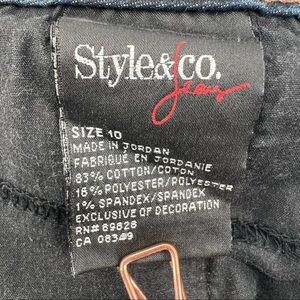 Style&co.
Jeans
SIZE 10
MADE IN JORDAN
FABRIQUÉ EN JORDANIE
83% COTTON/COTON
16% POLYESTER/POLYESTER
1% SPANDEX/SPANDEX
EXCLUSIVE OF DECORATION
RN# 69826
CA 08349